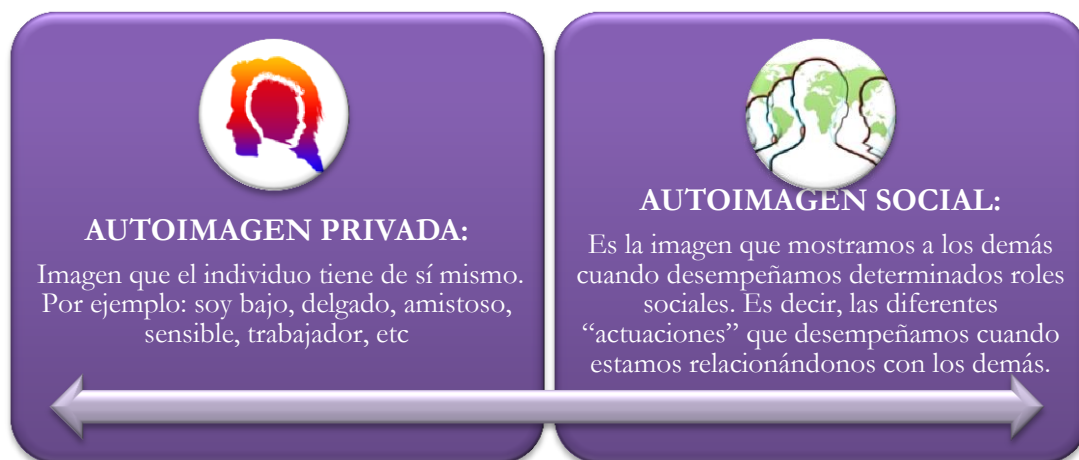 AUTOIMAGEN PRIVADA:
Imagen que el individuo tiene de sí mismo.
Por ejemplo: soy bajo, delgado, amistoso,
sensible, trabajador, etc
AUTOIMAGEN SOCIAL:
Es la imagen que mostramos a los demás
cuando desempeñamos determinados roles
sociales. Es decir, las diferentes
“actuaciones” que desempeñamos cuando
estamos relacionándonos con los demás.